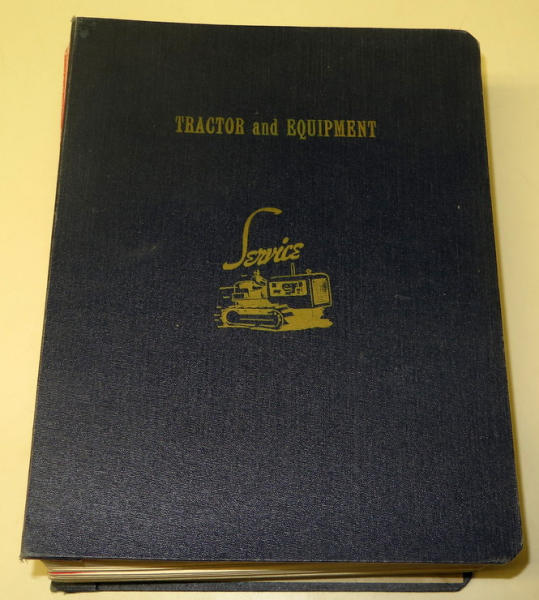 TRACTOR and EQUIPMENT
Service